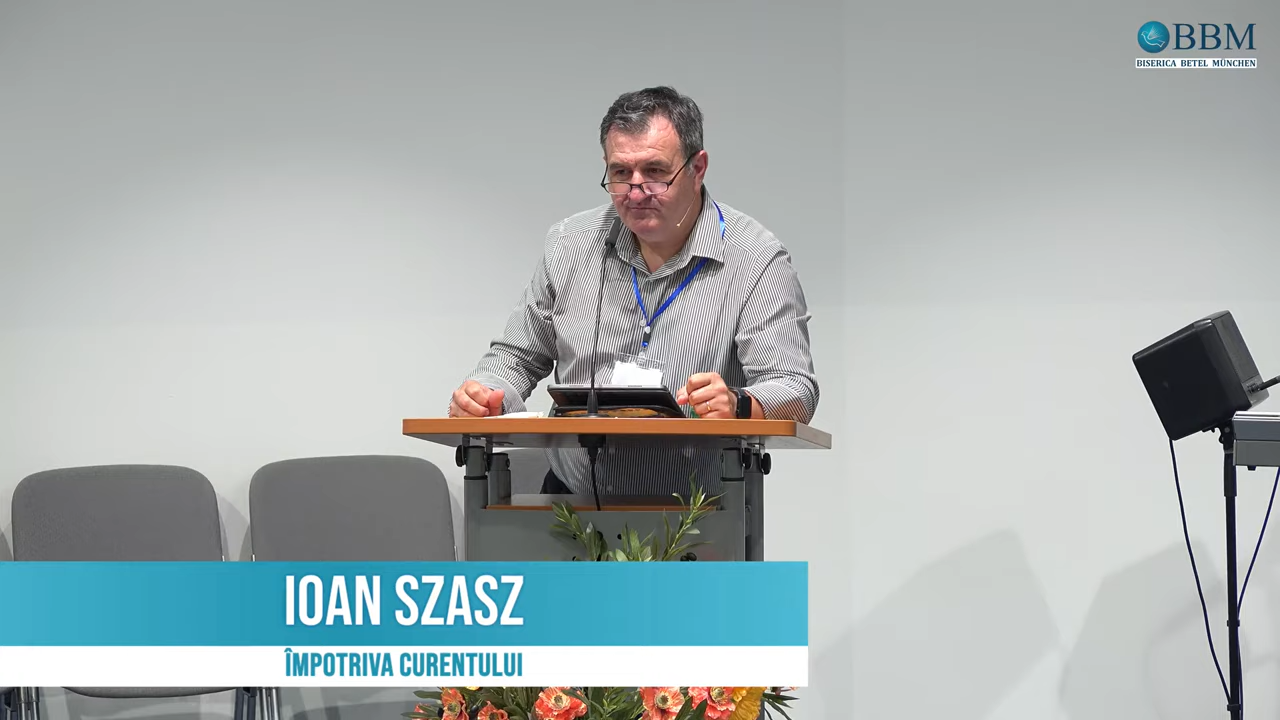 BBM
BISERICA BETEL MÜNCHEN
IOAN SZASZ
ÎMPOTRIVA CURENTULUI